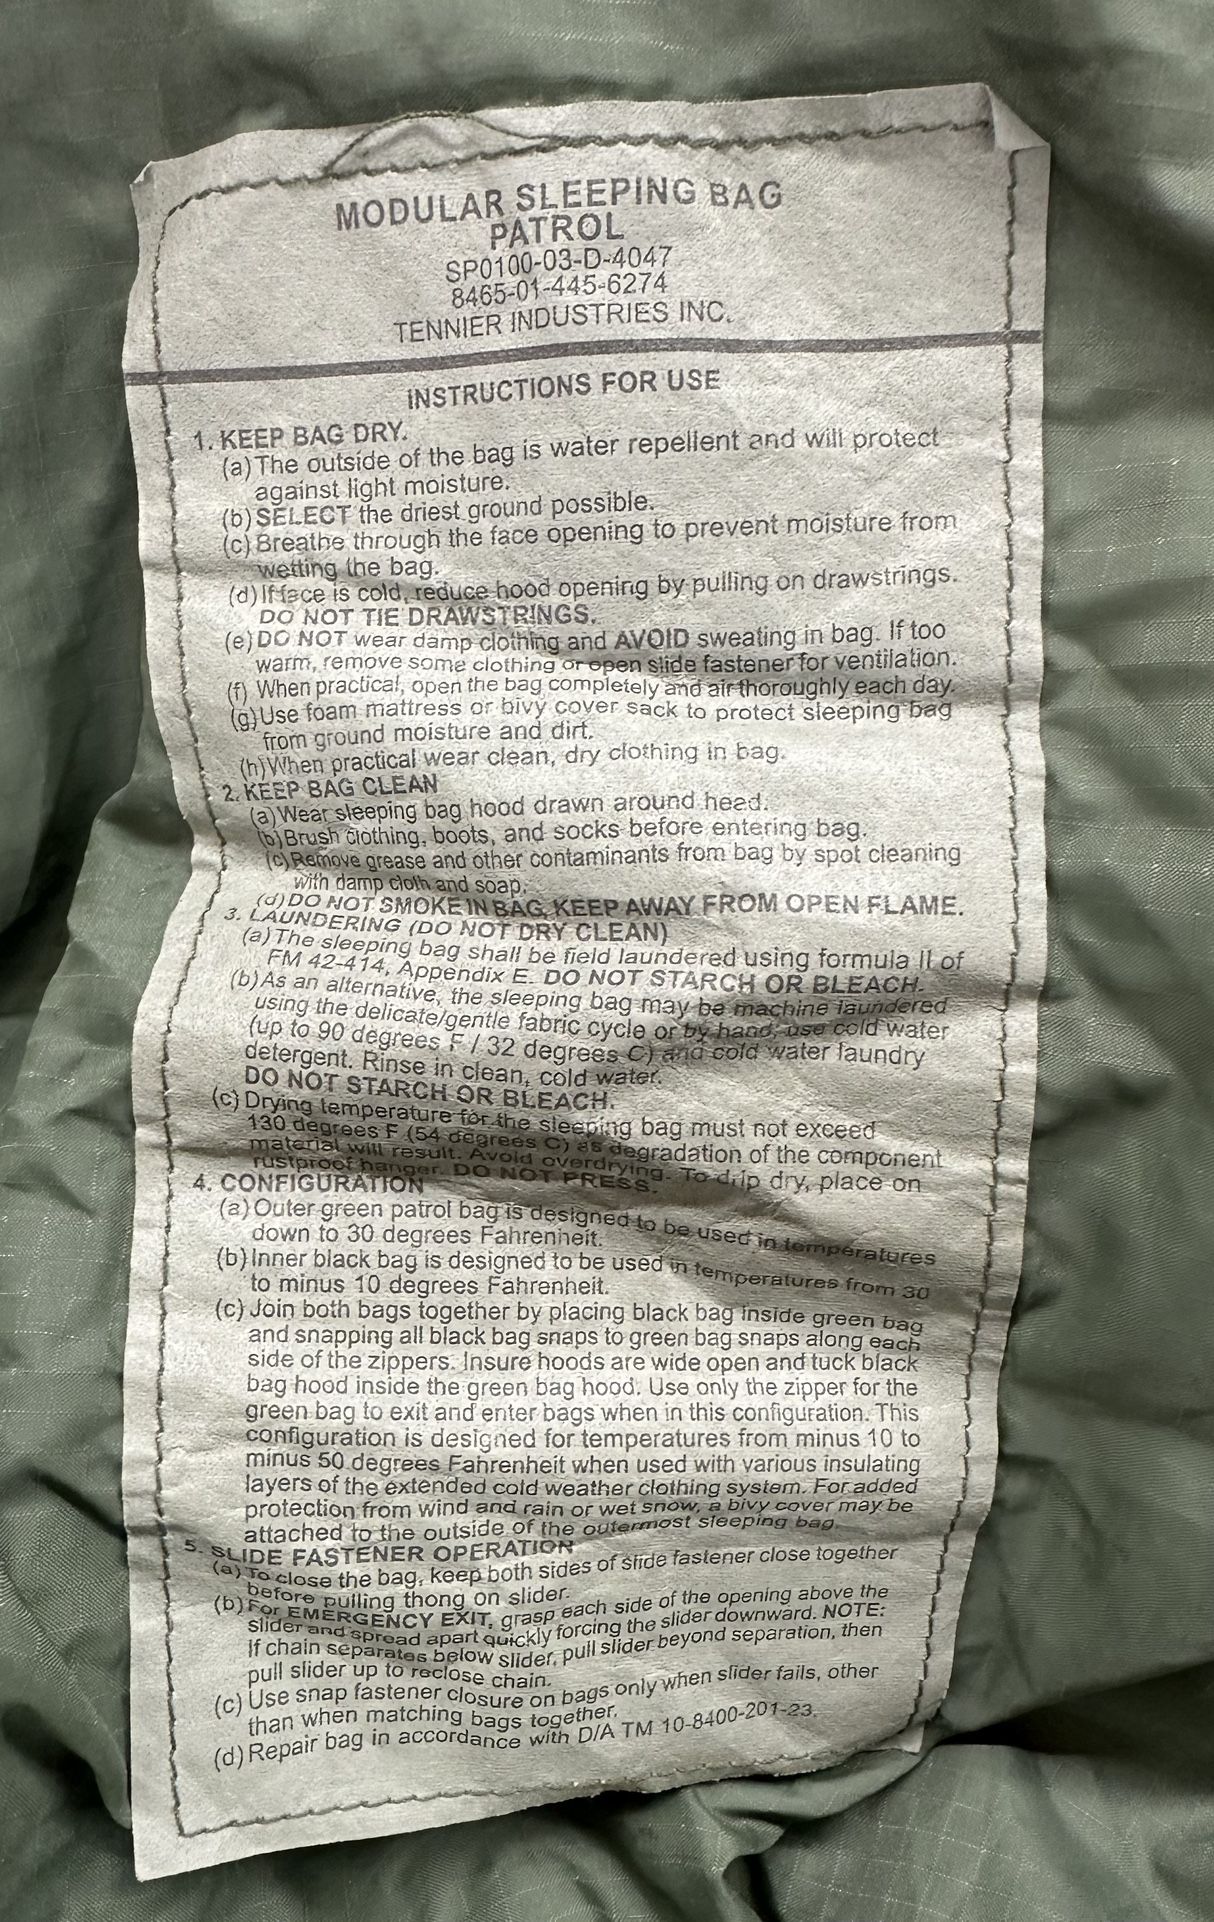 MODULAR SLEEPING BAG
PATROL
SP0100-03-D-4047
8465-01-445-6274
TENNIER INDUSTRIES INC.
INSTRUCTIONS FOR USE
1. KEEP BAG DRY.
(a) The outside of the bag is water repellent and will protect
against light moisture.
(b) SELECT the driest ground possible.
(c) Breathe through the face opening to prevent moisture from
wetting the bag.
(d) If face is cold, reduce hood opening by pulling on drawstrings.
DO NOT TIE DRAWSTRINGS.
(e) DO NOT wear damp clothing and AVOID sweating in bag. If too
warm, remove some clothing or open slide fastener for ventilation.
(f) When practical, open the bag completely and air thoroughly each day.
(g) Use foam mattress or bivy cover sack to protect sleeping bag
from ground moisture and dirt.
(h) When practical wear clean, dry clothing in bag.
2. KEEP BAG CLEAN
(a) Wear sleeping bag hood drawn around head.
(b) Brush clothing, boots, and socks before entering bag.
(c) Remove grease and other contaminants from bag by spot cleaning
with damp cloth and soap.
(d) DO NOT SMOKE IN BAG, KEEP AWAY FROM OPEN FLAME.
3. LAUNDERING (DO NOT DRY CLEAN)
(a) The sleeping bag shall be field laundered using formula II of
FM 42-414, Appendix E. DO NOT STARCH OR BLEACH.
(b) As an alternative, the sleeping bag may be machine laundered
using the delicate/gentle fabric cycle or by hand, use cold water
(up to 90 degrees F / 32 degrees C) and cold water laundry
detergent. Rinse in clean, cold water.
DO NOT STARCH OR BLEACH.
(c) Drying temperature for the sleeping bag must not exceed
130 degrees F (54 degrees C) as degradation of the component
material will result. Avoid overdrying. To drip dry, place on
rustproof hanger. DO NOT PRESS.
4. CONFIGURATION
(a) Outer green patrol bag is designed to be used in temperatures
down to 30 degrees Fahrenheit.
(b) Inner black bag is designed to be used in temperatures from 30
to minus 10 degrees Fahrenheit.
(c) Join both bags together by placing black bag inside green bag
and snapping all black bag snaps to green bag snaps along each
side of the zippers. Insure hoods are wide open and tuck black
bag hood inside the green bag hood. Use only the zipper for the
green bag to exit and enter bags when in this configuration. This
configuration is designed for temperatures from minus 10 to
minus 50 degrees Fahrenheit when used with various insulating
layers of the extended cold weather clothing system. For added
protection from wind and rain or wet snow, a bivy cover may be
attached to the outside of the outermost sleeping bag.
5. SLIDE FASTENER OPERATION
(a) To close the bag, keep both sides of slide fastener close together
before pulling thong on slider.
(b) For EMERGENCY EXIT, grasp each side of the opening above the
slider and spread apart quickly forcing the slider downward. NOTE:
If chain separates below slider, pull slider beyond separation, then
pull slider up to reclose chain.
(c) Use snap fastener closure on bags only when slider fails, other
than when matching bags together.
(d) Repair bag in accordance with D/A TM 10-8400-201-23.